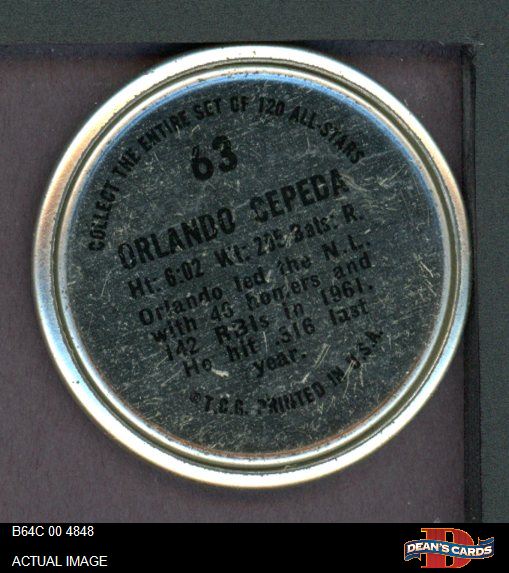 COLLECT THE ENTIRE SET OF 120 ALL-STARS
63
ORLANDO CEPEDA
Ht: 6:02 Wt: 205 Bats: R.
Orlando led the N.L.
with 46 homers and
142 RBIs in 1961.
He hit .316 last
year.
©T.C.G. PRINTED IN U.S.A.
B64C 00 4848
ACTUAL IMAGE
D
DEAN'S CARDS